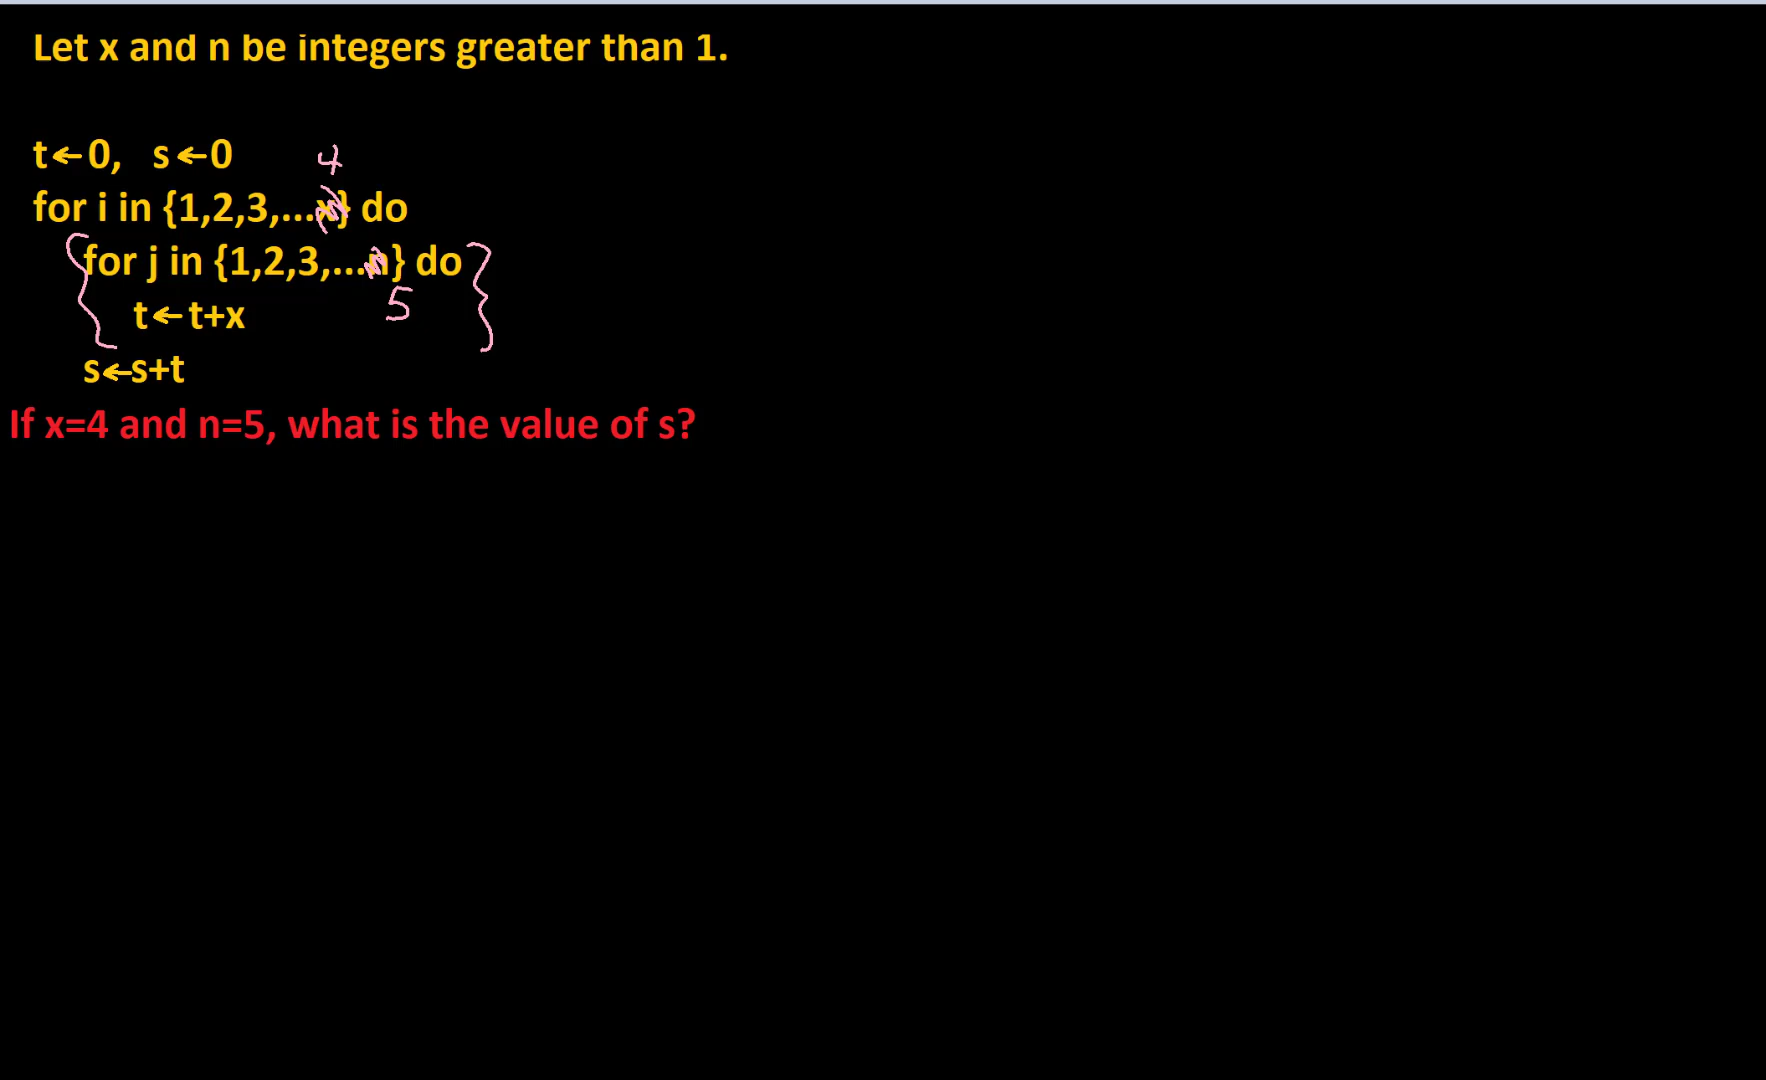 Let x and n be integers greater than 1.
t←0, s←0
4
for i in {1,2,3,...x} do
for j in {1,2,3,...n} do
5
t←t+x
s←s+t
If x=4 and n=5, what is the value of s?